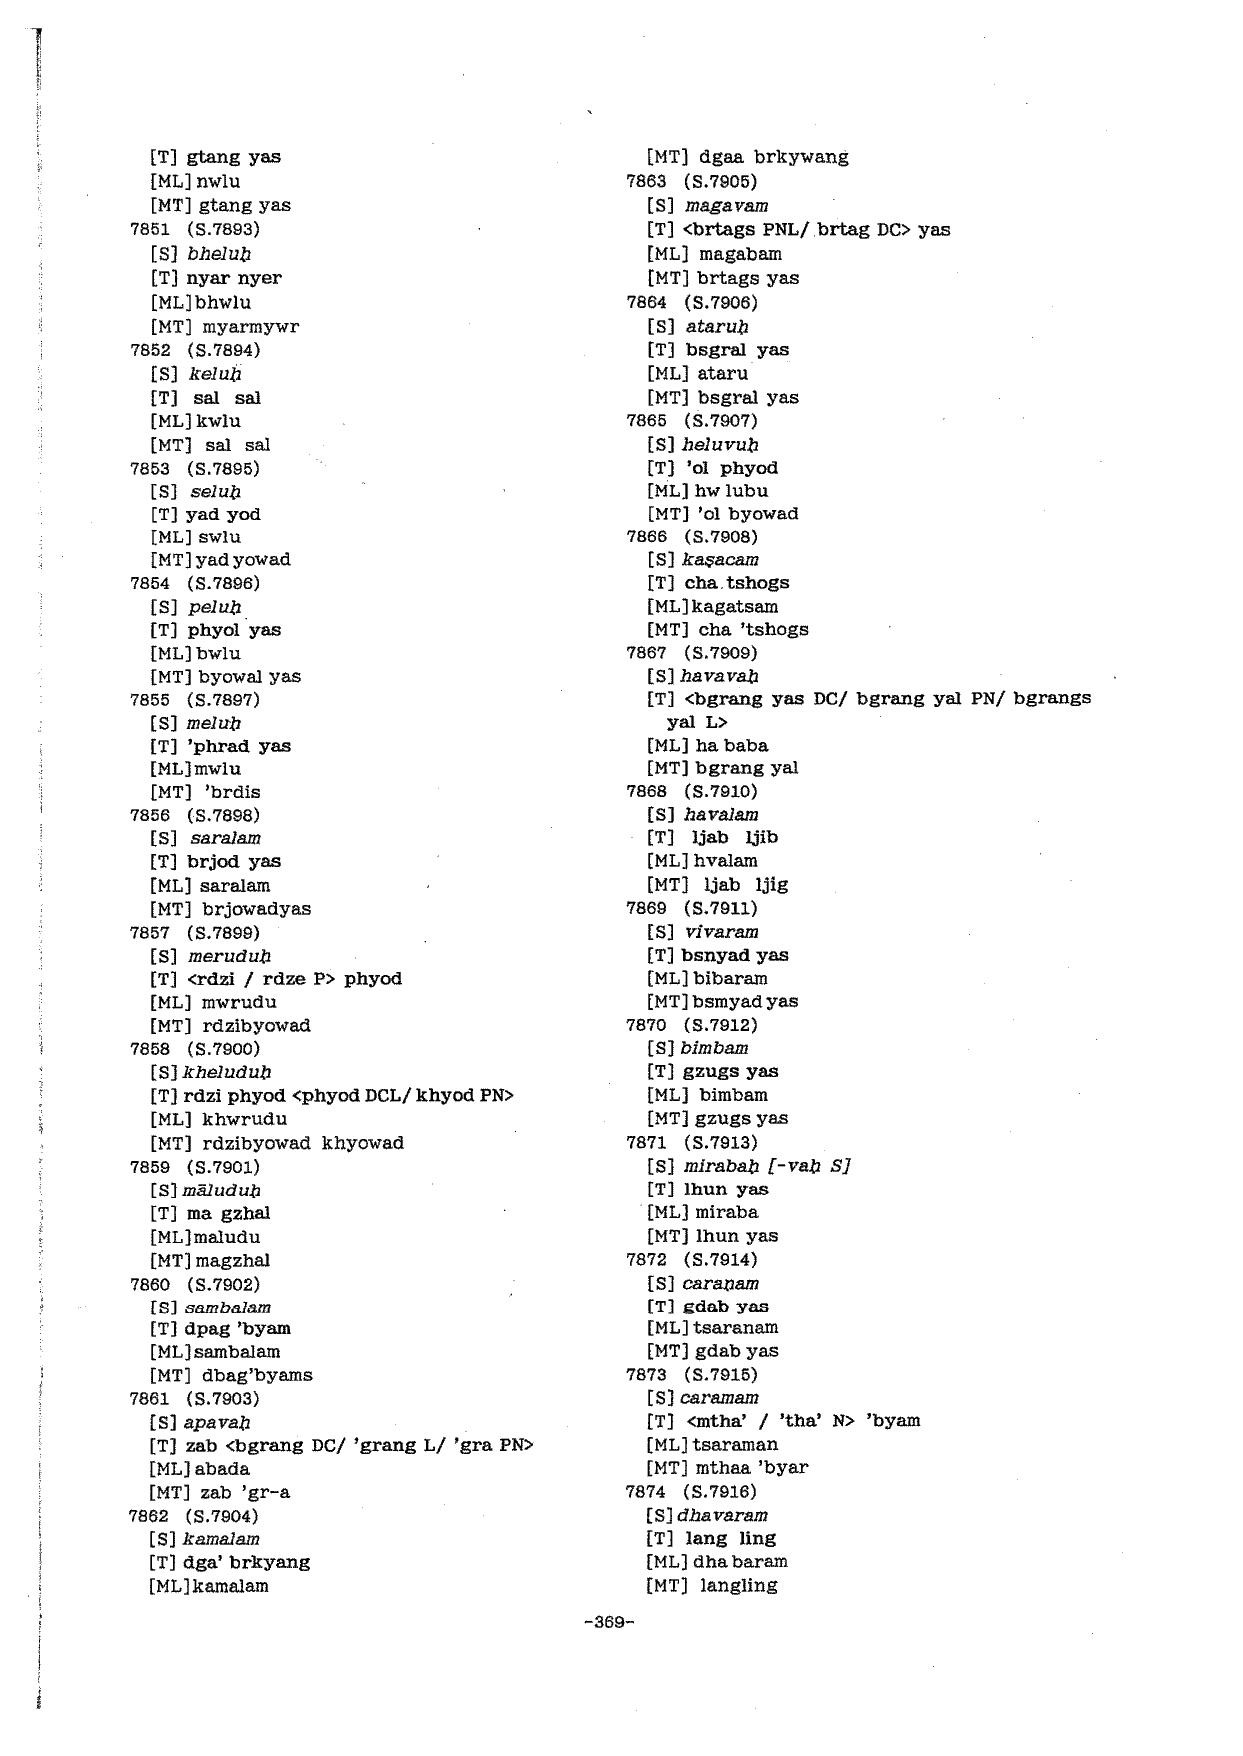 [T] gtang yas
[ML] nwlu
[MT] gtang yas
7851 (S.7893)
[S] bheluḥ
[T] nyar nyer
[ML]bhwlu
[MT] myarmywr
7852 (S.7894)
[S] keluḥ
[T] sal sal
[ML] kwlu
[MT] sal sal
7853 (S.7895)
[S] seluḥ
[T] yad yod
[ML] swlu
[MT] yad yowad
7854 (S.7896)
[S] peluḥ
[T] phyol yas
[ML] bwlu
[MT] byowal yas
7855 (S.7897)
[S] meluḥ
[T] 'phrad yas
[ML]mwlu
[MT] 'brdis
7856 (S.7898)
[S] saralam
[T] brjod yas
[ML] saralam
[MT] brjowadyas
7857 (S.7899)
[S] meruduḥ
[T] <rdzi / rdze P> phyod
[ML] mwrudu
[MT] rdzibyowad
7858 (S.7900)
[S] kheluduḥ
[T] rdzi phyod <phyod DCL/ khyod PN>
[ML] khwrudu
[MT] rdzibyowad khyowad
7859 (S.7901)
[S] māluduḥ
[T] ma gzhal
[ML]maludu
[MT] magzhal
7860 (S.7902)
[S] sambalam
[T] dpag 'byam
[ML]sambalam
[MT] dbag'byams
7861 (S.7903)
[S] apavaḥ
[T] zab <bgrang DC/ 'grang L/ 'gra PN>
[ML] abada
[MT] zab 'gr-a
7862 (S.7904)
[S] kamalam
[T] dga' brkyang
[ML]kamalam
[MT] dgaa brkywang
7863 (S.7905)
[S] magavam
[T] <brtags PNL/ brtag DC> yas
[ML] magabam
[MT] brtags yas
7864 (S.7906)
[S] ataruḥ
[T] bsgral yas
[ML] ataru
[MT] bsgral yas
7865 (S.7907)
[S] heluvuḥ
[T] 'ol phyod
[ML] hw lubu
[MT] 'ol byowad
7866 (S.7908)
[S] kaṣacam
[T] cha.tshogs
[ML]kagatsam
[MT] cha 'tshogs
7867 (S.7909)
[S] havavaḥ
[T] <bgrang yas DC/ bgrang yal PN/ bgrangs
yal L>
[ML] ha baba
[MT] bgrang yal
7868 (S.7910)
[S] havalam
[T] ljab ljib
[ML] hvalam
[MT] ljab ljig
7869 (S.7911)
[S] vivaram
[T] bsnyad yas
[ML] bibaram
[MT] bsmyad yas
7870 (S.7912)
[S] bimbam
[T] gzugs yas
[ML] bimbam
[MT] gzugs yas
7871 (S.7913)
[S] mirabaḥ [-vaḥ S]
[T] lhun yas
[ML] miraba
[MT] lhun yas
7872 (S.7914)
[S] caraṇam
[T] gdab yas
[ML] tsaranam
[MT] gdab yas
7873 (S.7915)
[S] caramam
[T] <mtha' / 'tha' N> 'byam
[ML] tsaraman
[MT] mthaa 'byar
7874 (S.7916)
[S] dhavaram
[T] lang ling
[ML] dha baram
[MT] langling
-369-